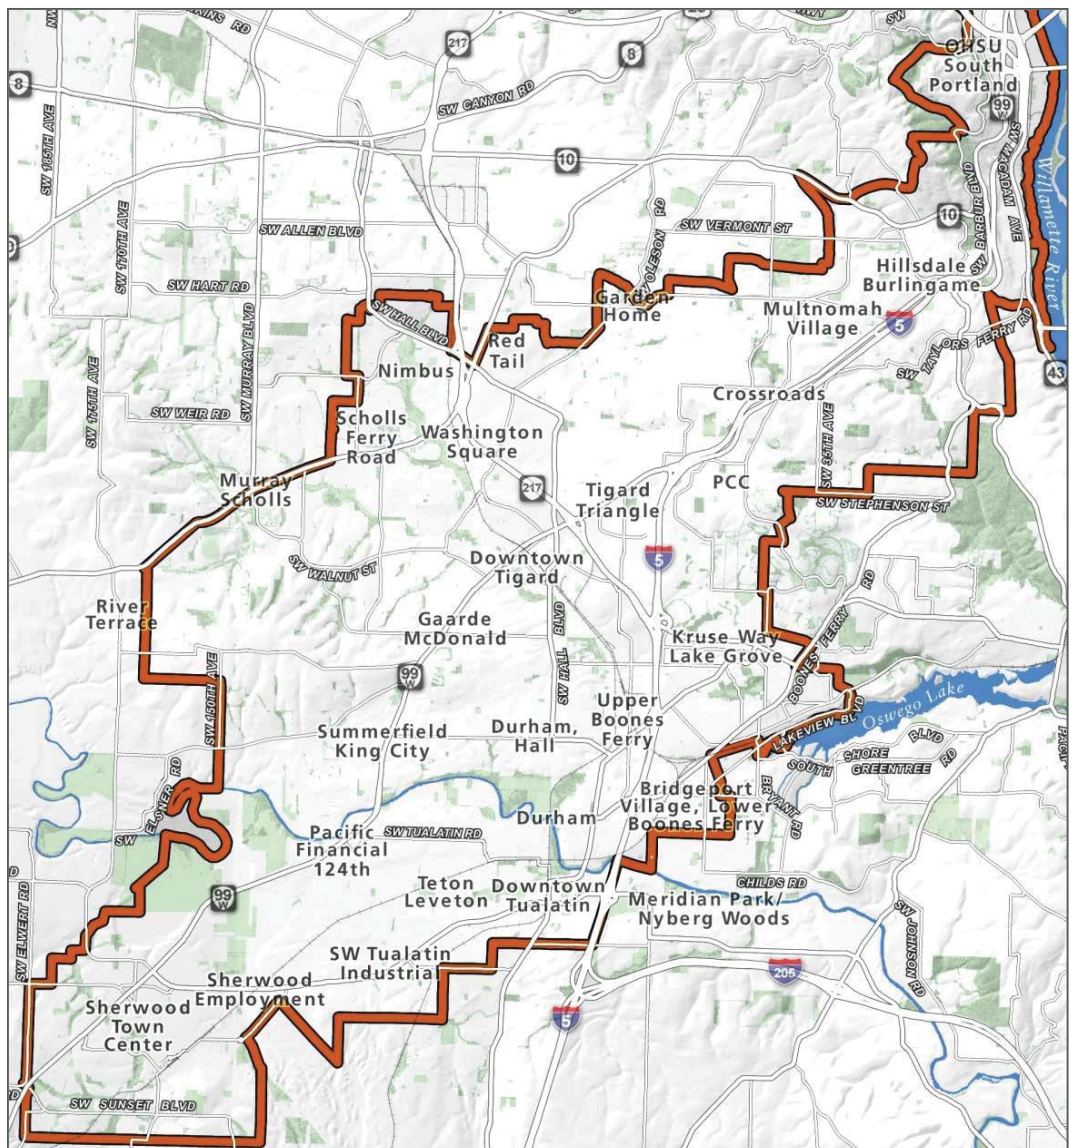 8
217
8
SW CANYON RD
99
W
OHSU
South
Portland
SW 185TH AVE
SW 170TH AVE
10
SW ALLEN BLVD
SW HART RD
SW MURRAY BLVD
OLESON RD
SW VERMONT ST
10
SW BARBUR BLVD
SW MACADAM AVE
Willamette River
Hillsdale
Burlingame
Garden
Home
Multnomah
Village
5
SW TAYLORS FERRY RD
43
SW HALL BLVD
Red
Tail
Nimbus
SW 175TH AVE
SW WEIR RD
Scholls
Ferry
Road
Washington
Square
Crossroads
SW 35TH AVE
Murray
Scholls
217
Tigard
Triangle
PCC
SW STEPHENSON ST
SW WALNUT ST
Downtown
Tigard
5
River
Terrace
Gaarde
McDonald
SW HALL BLVD
Kruse Way
Lake Grove
BOONES FERRY RD
99
W
SW 150TH AVE
Summerfield
King City
Durham,
Hall
Upper
Boones
Ferry
LAKEVIEW BLVD
Oswego Lake
SOUTH SHORE BLVD
GREENTREE RD
BRYANT RD
SW ELSNER RD
Bridgeport
Village, Lower
Boones Ferry
Durham
SW TUALATIN RD
Pacific
Financial
124th
Teton
Leveton
Downtown
Tualatin
CHILDS RD
Meridian Park/
Nyberg Woods
SW JOHNSON RD
99
W
SW ELWERT RD
SW Tualatin
Industrial
205
Sherwood
Employment
5
Sherwood
Town
Center
SW SUNSET BLVD